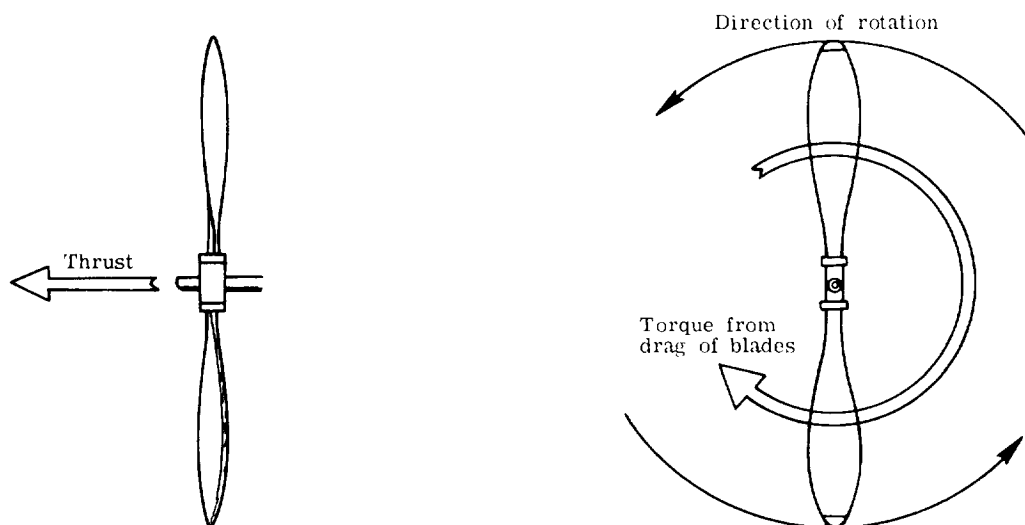 Direction of rotation
Thrust
Torque from
drag of blades